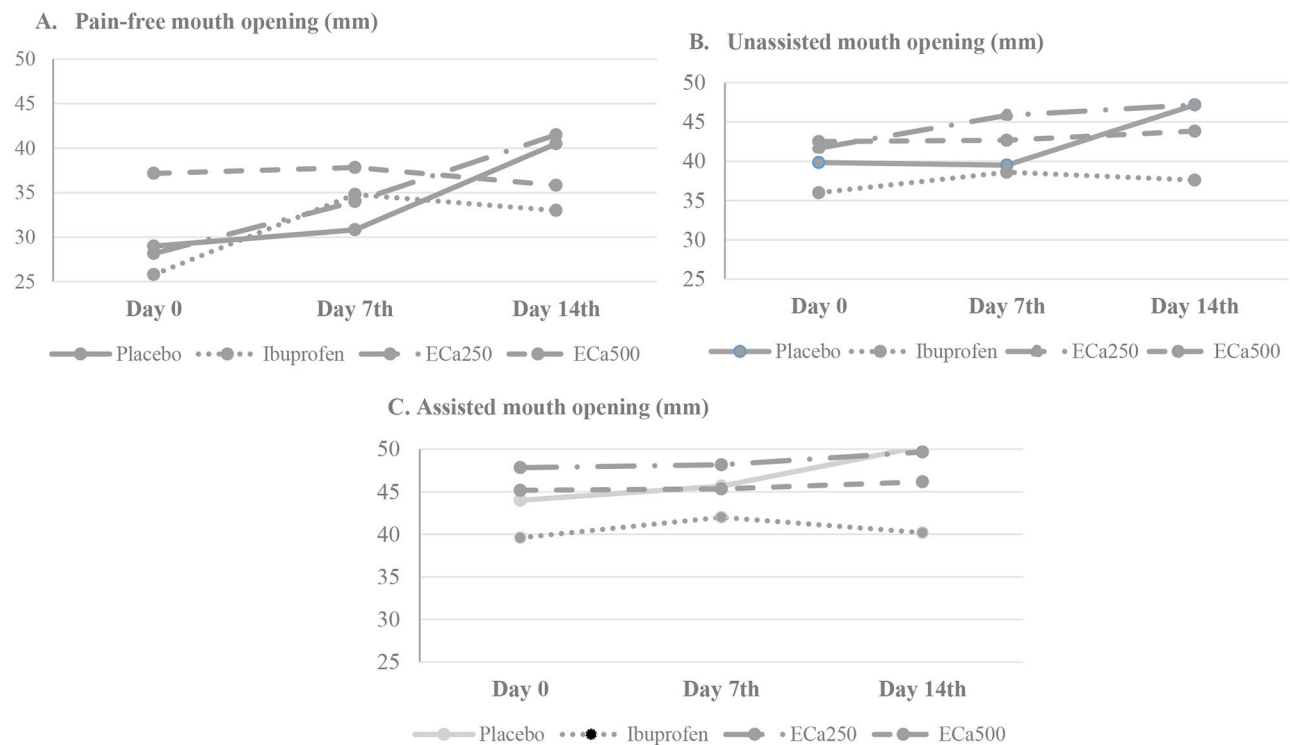 A. Pain-free mouth opening (mm)
50
45
40
35
30
25
Day 0 Day 7th Day 14th
Placebo Ibuprofen ECa250 ECa500
B. Unassisted mouth opening (mm)
50
45
40
35
30
25
Day 0 Day 7th Day 14th
Placebo Ibuprofen ECa250 ECa500
C. Assisted mouth opening (mm)
50
45
40
35
30
25
Day 0 Day 7th Day 14th
Placebo Ibuprofen ECa250 ECa500